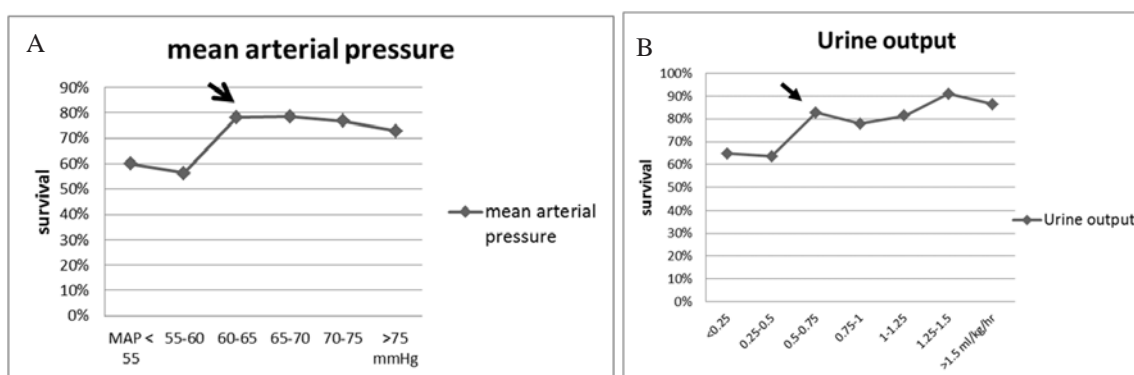 A
mean arterial pressure
90%
80%
70%
60%
50%
40%
30%
20%
10%
0%
survival
MAP < 55 55-60 60-65 65-70 70-75 >75 mmHg
mean arterial
pressure
B
Urine output
100%
90%
80%
70%
60%
50%
40%
30%
20%
10%
0%
survival
<0.25 0.25-0.5 0.5-0.75 0.75-1 1-1.25 1.25-1.5 >1.5 ml/kg/hr
Urine output